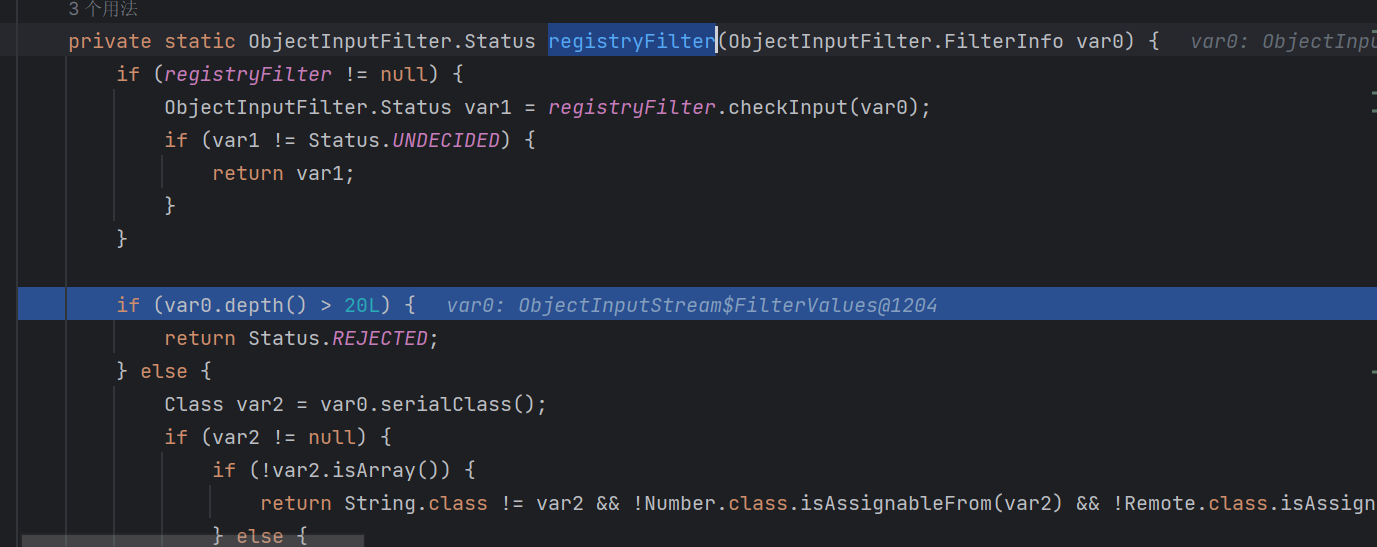 3 个用法
private static ObjectInputFilter.Status registryFilter(ObjectInputFilter.FilterInfo var0) {   var0: ObjectInpu
if (registryFilter != null) {
ObjectInputFilter.Status var1 = registryFilter.checkInput(var0);
if (var1 != Status.UNDECIDED) {
return var1;
}
}
if (var0.depth() > 20L) {   var0: ObjectInputStream$FilterValues@1204
return Status.REJECTED;
} else {
Class var2 = var0.serialClass();
if (var2 != null) {
if (!var2.isArray()) {
return String.class != var2 && !Number.class.isAssignableFrom(var2) && !Remote.class.isAssign
} else {